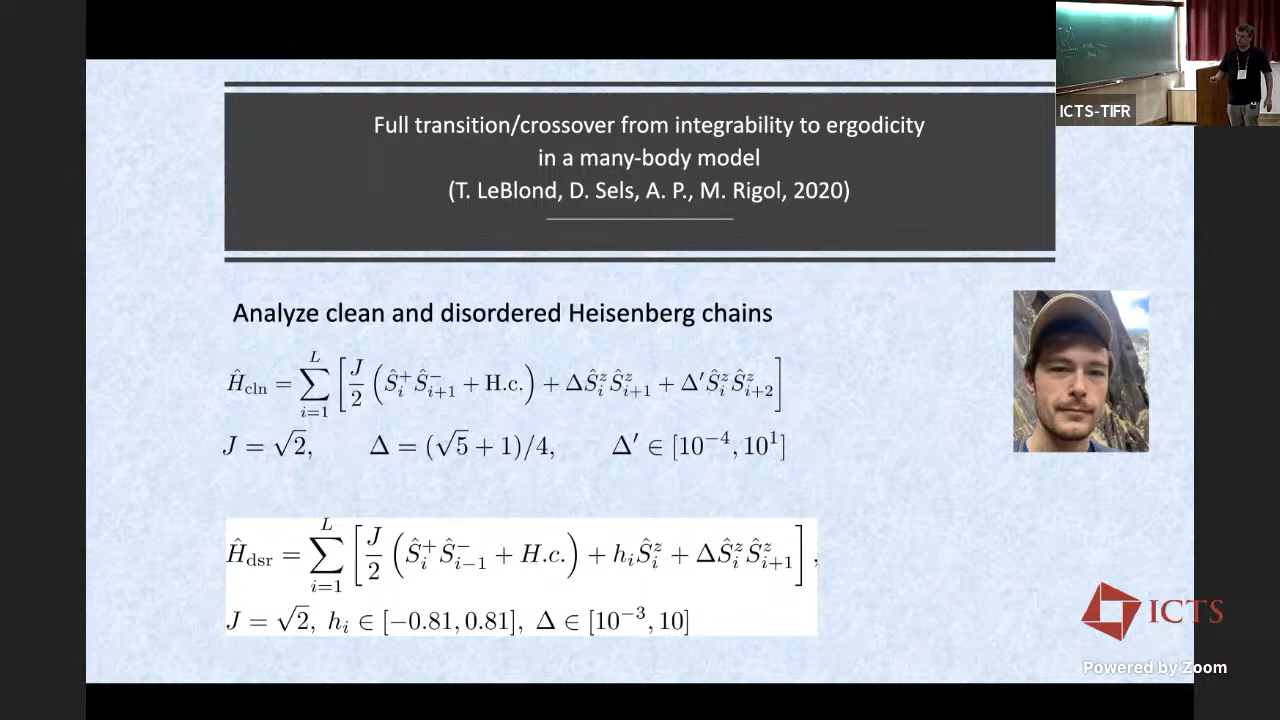 ICTS-TIFR
Full transition/crossover from integrability to ergodicity
in a many-body model
(T. LeBlond, D. Sels, A. P., M. Rigol, 2020)
Analyze clean and disordered Heisenberg chains
Ĥ_cln = ∑_{i=1}^{L} [ J/2 ( Ŝ_i^+ Ŝ_{i+1}^- + H.c. ) + ΔŜ_i^z Ŝ_{i+1}^z + Δ′Ŝ_i^z Ŝ_{i+2}^z ]
J = √2, Δ = (√5 + 1)/4, Δ′ ∈ [10^{−4}, 10^1]
Ĥ_dsr = ∑_{i=1}^{L} [ J/2 ( Ŝ_i^+ Ŝ_{i−1}^- + H.c. ) + h_i Ŝ_i^z + ΔŜ_i^z Ŝ_{i+1}^z ] ,
J = √2, h_i ∈ [−0.81, 0.81], Δ ∈ [10^{−3}, 10]
ICTS
Powered by Zoom